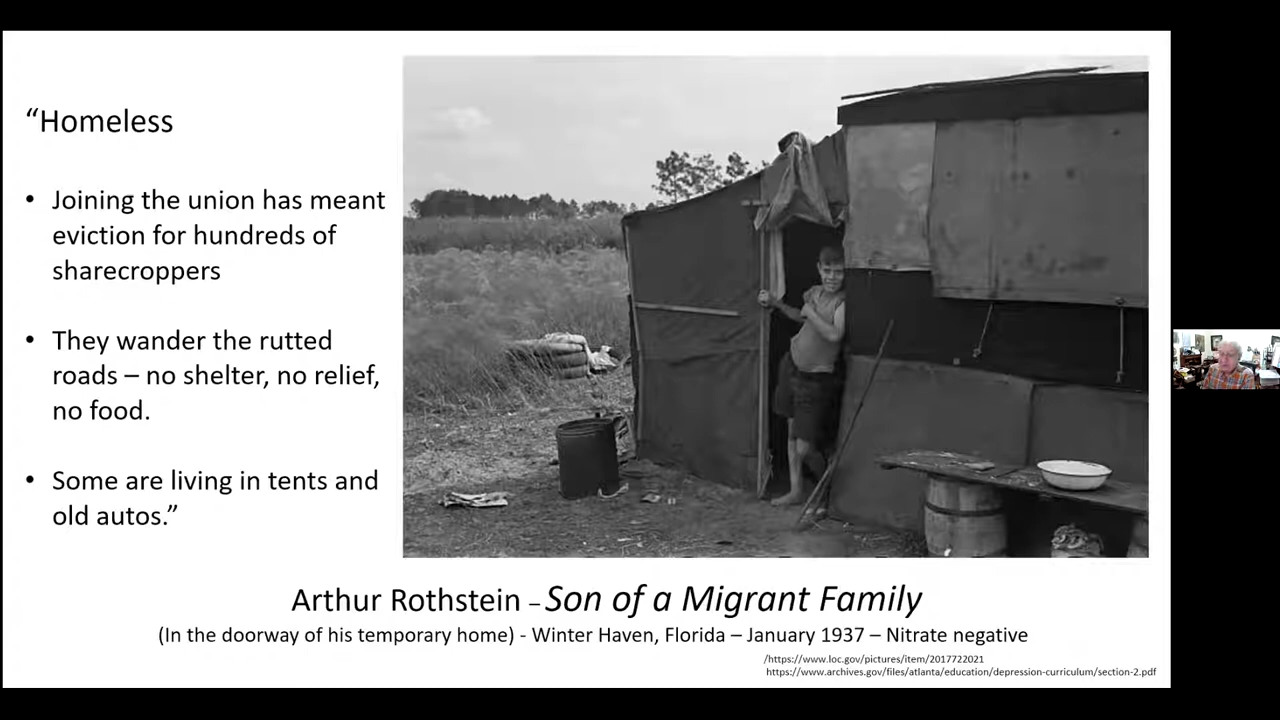 “Homeless
• Joining the union has meant
eviction for hundreds of
sharecroppers
• They wander the rutted
roads – no shelter, no relief,
no food.
• Some are living in tents and
old autos.”
Arthur Rothstein – Son of a Migrant Family
(In the doorway of his temporary home) - Winter Haven, Florida – January 1937 – Nitrate negative
/https://www.loc.gov/pictures/item/2017722021
https://www.archives.gov/files/atlanta/education/depression-curriculum/section-2.pdf